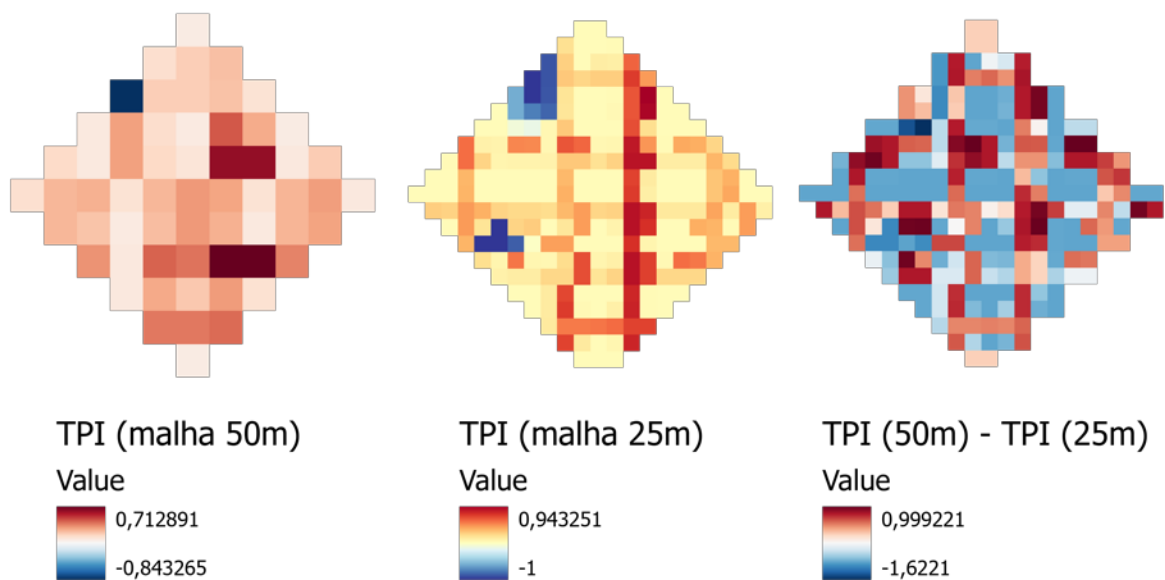 TPI (malha 50m)
Value
0,712891
-0,843265
TPI (malha 25m)
Value
0,943251
-1
TPI (50m) - TPI (25m)
Value
0,999221
-1,6221